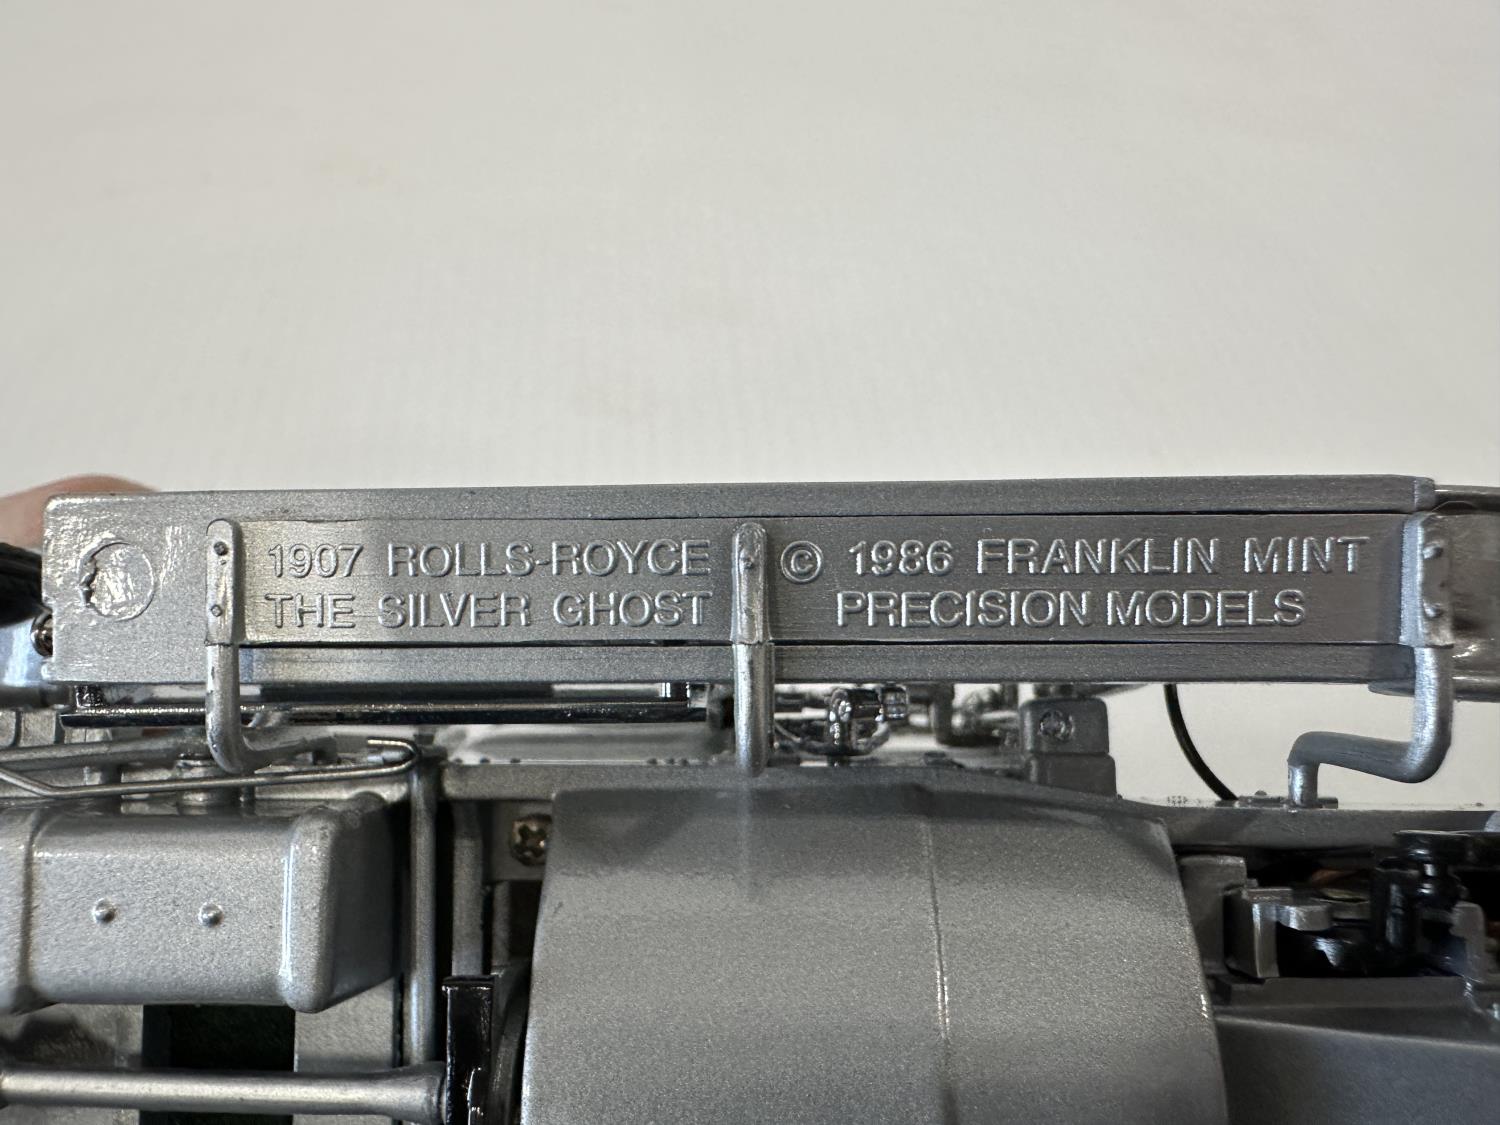 1907 ROLLS-ROYCE
THE SILVER GHOST
© 1986 FRANKLIN MINT
PRECISION MODELS